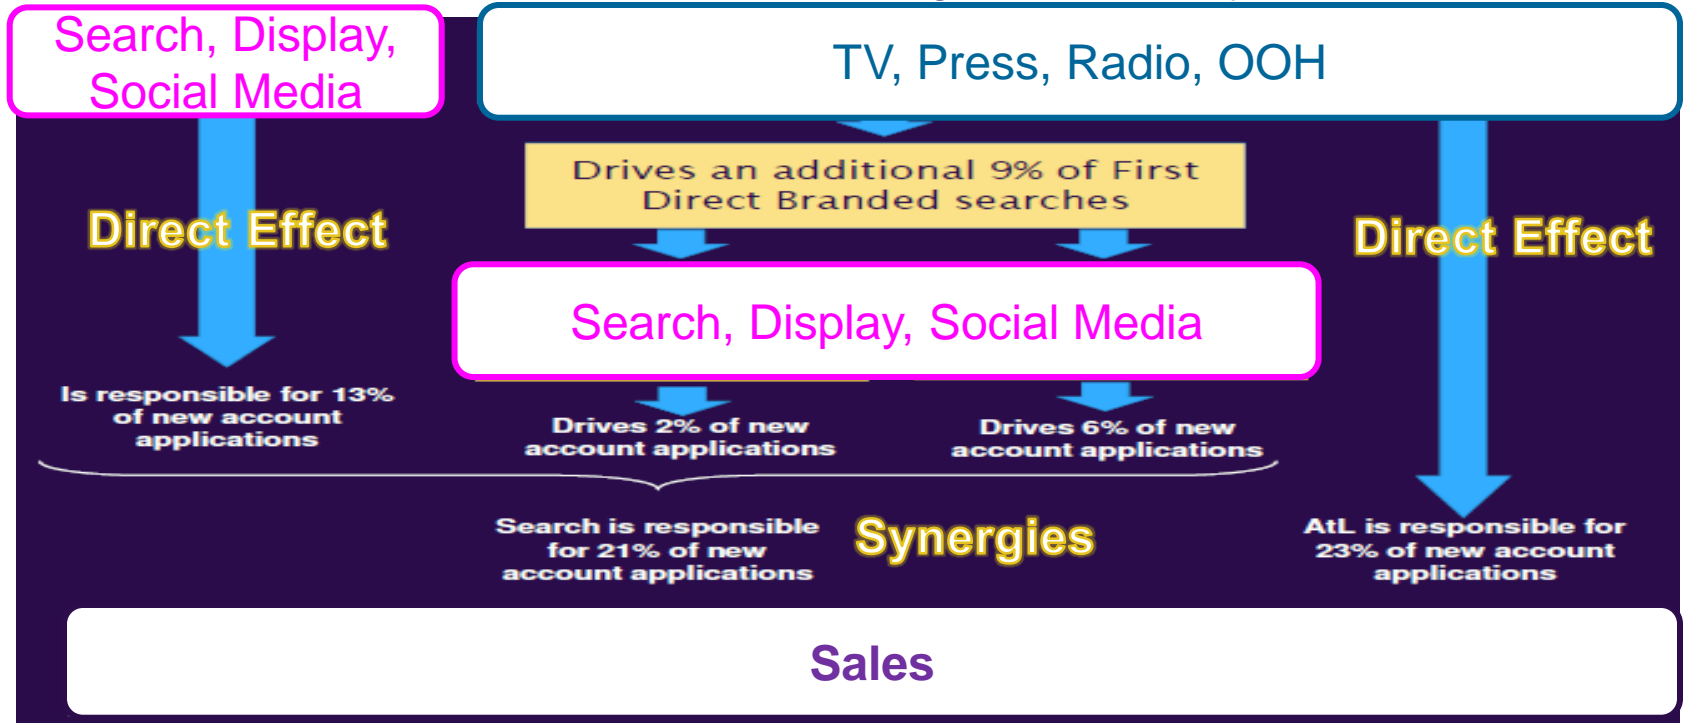 Search, Display,
Social Media
TV, Press, Radio, OOH
Drives an additional 9% of First
Direct Branded searches
Direct Effect
Direct Effect
Search, Display, Social Media
Is responsible for 13%
of new account
applications
Drives 2% of new
account applications
Drives 6% of new
account applications
Search is responsible
for 21% of new
account applications
Synergies
AtL is responsible for
23% of new account
applications
Sales